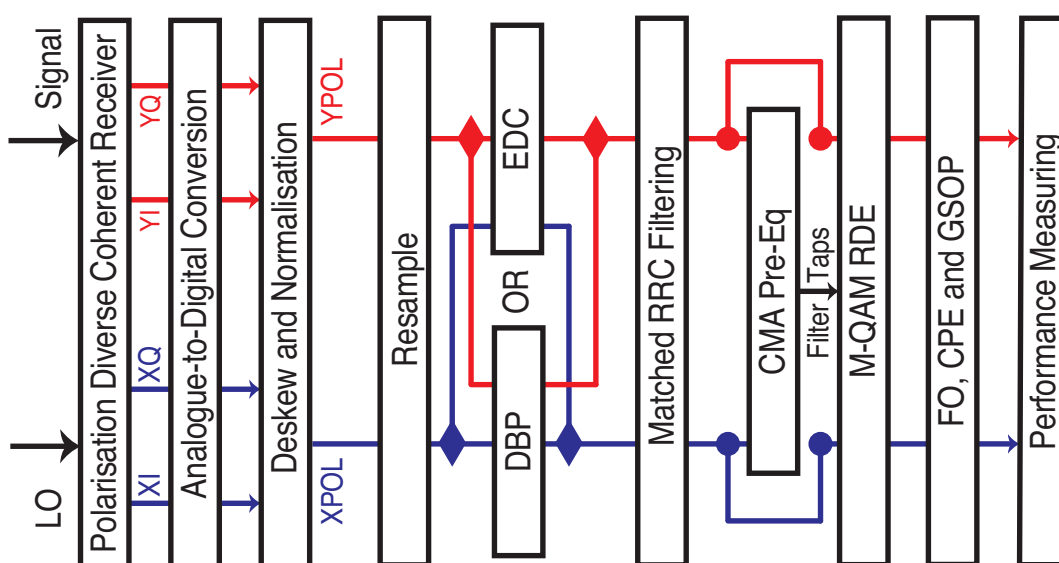 Signal
LO
Polarisation Diverse Coherent Receiver
YQ
YI
XQ
XI
Analogue-to-Digital Conversion
Deskew and Normalisation
YPOL
XPOL
Resample
EDC
OR
DBP
Matched RRC Filtering
CMA Pre-Eq
Filter Taps
M-QAM RDE
FO, CPE and GSOP
Performance Measuring